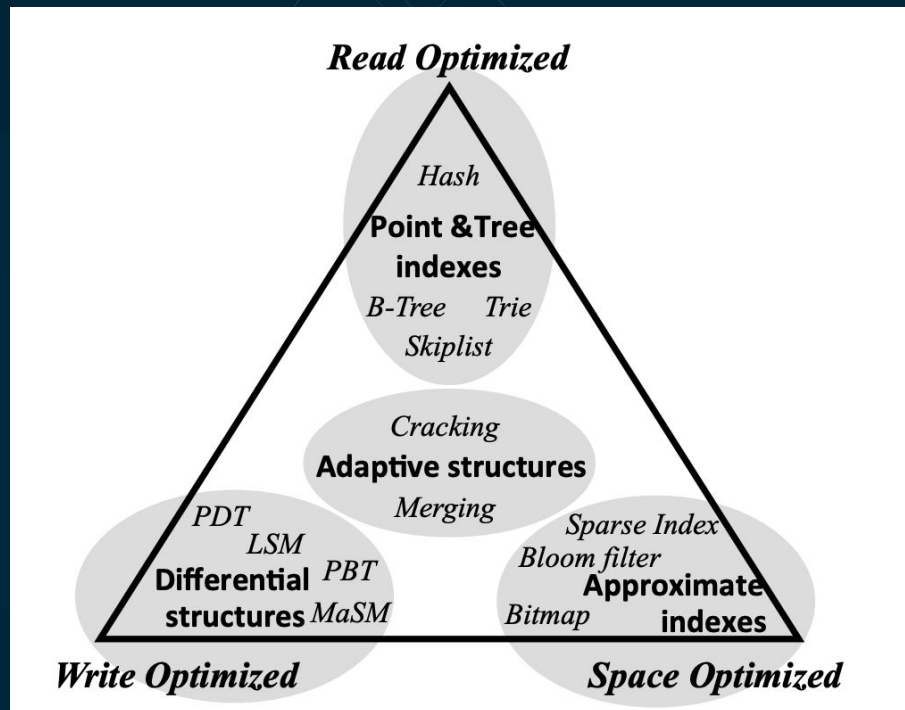 Read Optimized
Hash
Point &Tree
indexes
B-Tree Trie
Skiplist
Cracking
Adaptive structures
Merging
PDT
LSM
PBT
Differential
structures
MaSM
Sparse Index
Bloom filter
Approximate
Bitmap
indexes
Write Optimized
Space Optimized